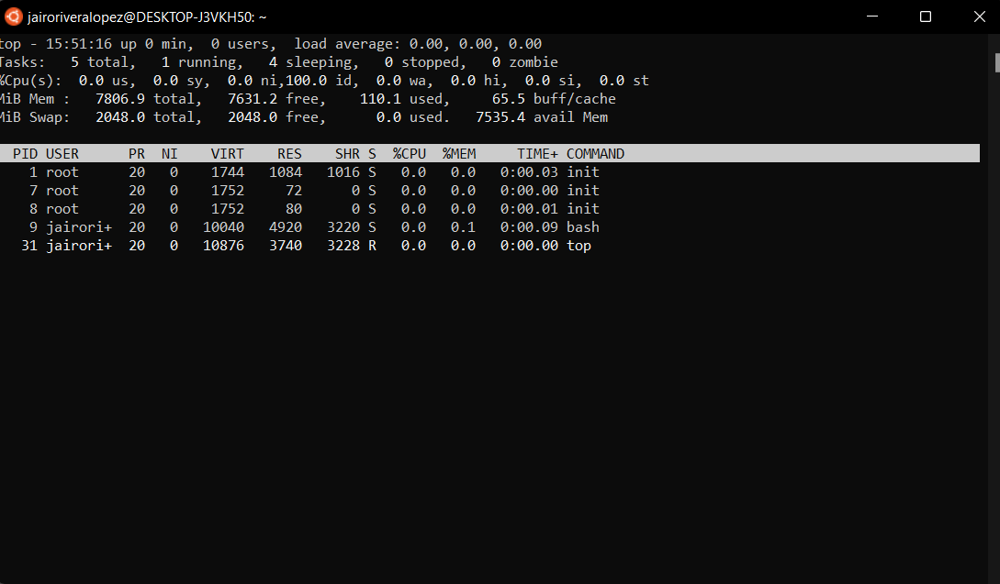 jairoriveralopez@DESKTOP-J3VKH50: ~
top - 15:51:16 up 0 min,  0 users,  load average: 0.00, 0.00, 0.00
Tasks:   5 total,   1 running,   4 sleeping,   0 stopped,   0 zombie
%Cpu(s):  0.0 us,  0.0 sy,  0.0 ni,100.0 id,  0.0 wa,  0.0 hi,  0.0 si,  0.0 st
MiB Mem :   7806.9 total,   7631.2 free,    110.1 used,     65.5 buff/cache
MiB Swap:   2048.0 total,   2048.0 free,      0.0 used.   7535.4 avail Mem
PID USER      PR  NI    VIRT    RES    SHR S  %CPU  %MEM     TIME+ COMMAND
1 root      20   0    1744   1084   1016 S   0.0   0.0   0:00.03 init
7 root      20   0    1752     72      0 S   0.0   0.0   0:00.00 init
8 root      20   0    1752     80      0 S   0.0   0.0   0:00.01 init
9 jairori+  20   0   10040   4920   3220 S   0.0   0.1   0:00.09 bash
31 jairori+  20   0   10876   3740   3228 R   0.0   0.0   0:00.00 top